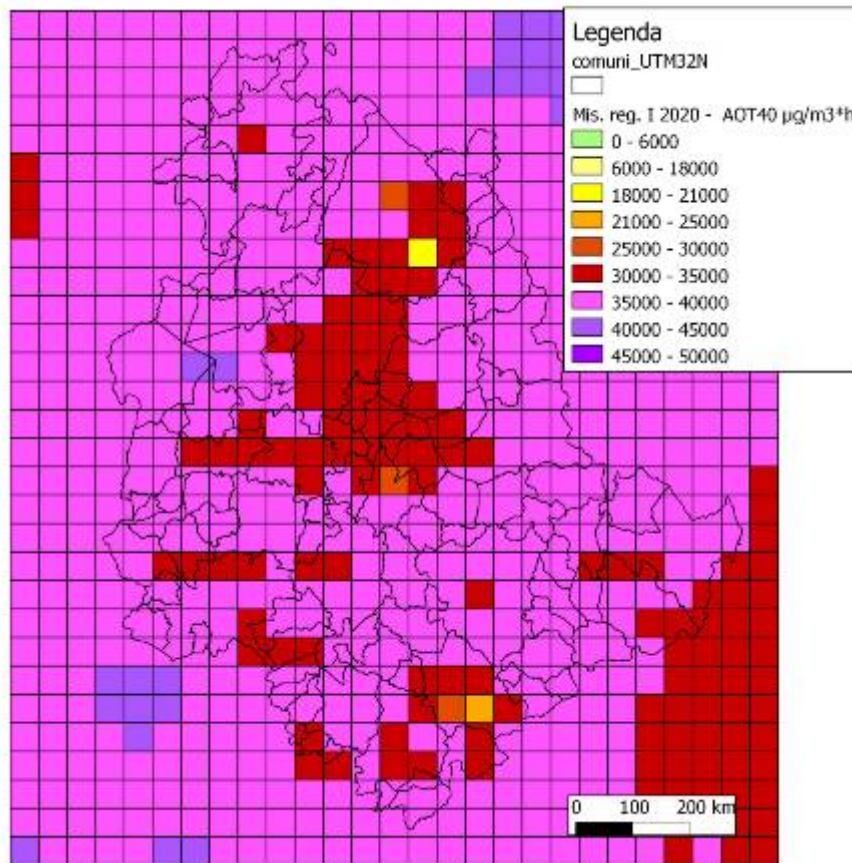 Legenda
comuni_UTM32N
Mis. reg. I 2020 - AOT40 µg/m3*h
0 - 6000
6000 - 18000
18000 - 21000
21000 - 25000
25000 - 30000
30000 - 35000
35000 - 40000
40000 - 45000
45000 - 50000
0 100 200 km